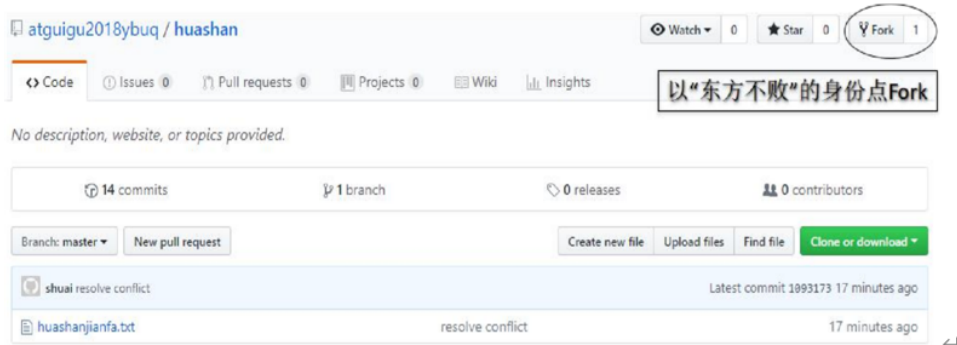 atguigu2018ybuq / huashan
Watch 0 Star 0 Fork 1
Code Issues 0 Pull requests 0 Projects 0 Wiki Insights
以“东方不败”的身份点Fork
No description, website, or topics provided.
14 commits 1 branch 0 releases 0 contributors
Branch: master New pull request Create new file Upload files Find file Clone or download
shuai resolve conflict Latest commit 1093173 17 minutes ago
huashanjianfa.txt resolve conflict 17 minutes ago